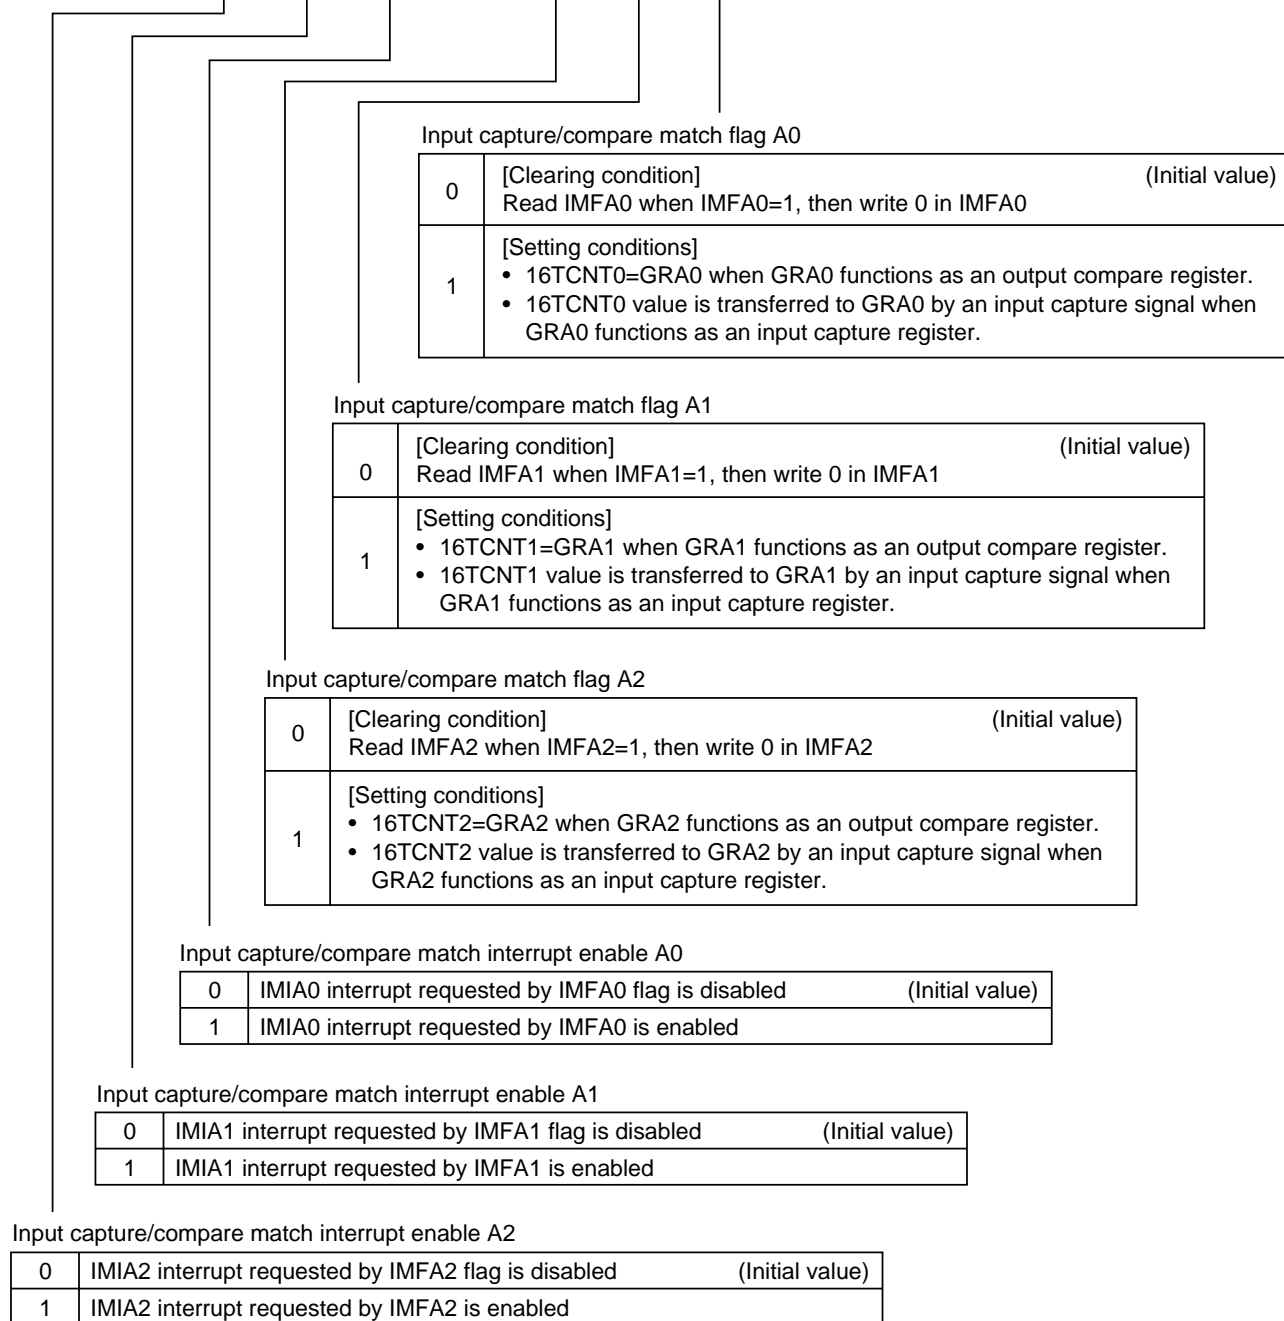 Input capture/compare match flag A0
0 [Clearing condition] (Initial value)
Read IMFA0 when IMFA0=1, then write 0 in IMFA0
1 [Setting conditions]
• 16TCNT0=GRA0 when GRA0 functions as an output compare register.
• 16TCNT0 value is transferred to GRA0 by an input capture signal when
GRA0 functions as an input capture register.
Input capture/compare match flag A1
0 [Clearing condition] (Initial value)
Read IMFA1 when IMFA1=1, then write 0 in IMFA1
1 [Setting conditions]
• 16TCNT1=GRA1 when GRA1 functions as an output compare register.
• 16TCNT1 value is transferred to GRA1 by an input capture signal when
GRA1 functions as an input capture register.
Input capture/compare match flag A2
0 [Clearing condition] (Initial value)
Read IMFA2 when IMFA2=1, then write 0 in IMFA2
1 [Setting conditions]
• 16TCNT2=GRA2 when GRA2 functions as an output compare register.
• 16TCNT2 value is transferred to GRA2 by an input capture signal when
GRA2 functions as an input capture register.
Input capture/compare match interrupt enable A0
0 IMIA0 interrupt requested by IMFA0 flag is disabled (Initial value)
1 IMIA0 interrupt requested by IMFA0 is enabled
Input capture/compare match interrupt enable A1
0 IMIA1 interrupt requested by IMFA1 flag is disabled (Initial value)
1 IMIA1 interrupt requested by IMFA1 is enabled
Input capture/compare match interrupt enable A2
0 IMIA2 interrupt requested by IMFA2 flag is disabled (Initial value)
1 IMIA2 interrupt requested by IMFA2 is enabled